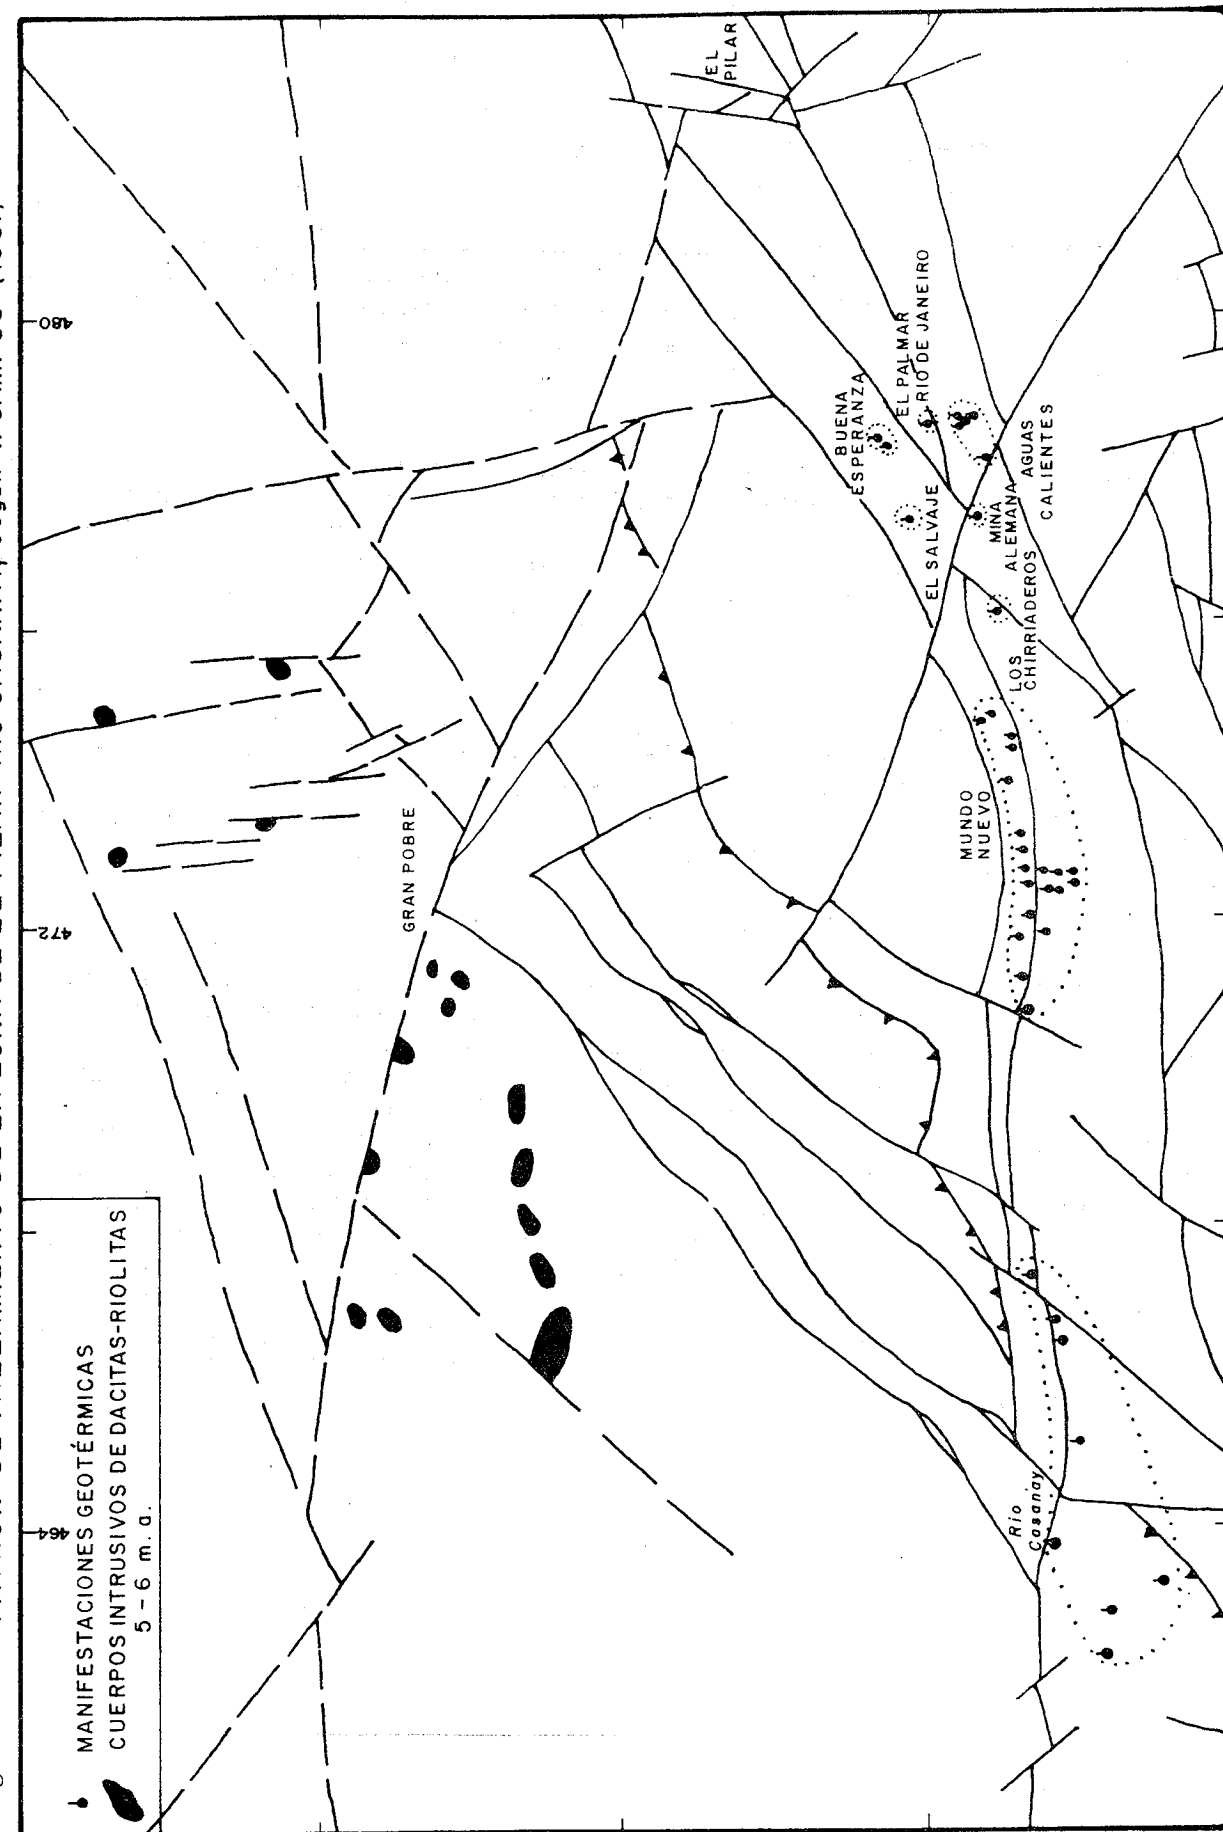 480
472
464
MANIFESTACIONES GEOTÉRMICAS
CUERPOS INTRUSIVOS DE DACITAS-RIOLITAS
5-6 m.a.
GRAN POBRE
EL
PILAR
BUENA
ESPERANZA
EL PALMAR
RIO DE JANEIRO
EL SALVAJE
MINA
ALEMANA
AGUAS
CALIENTES
LOS
CHIRRIADEROS
MUNDO
NUEVO
Rio
Casanay